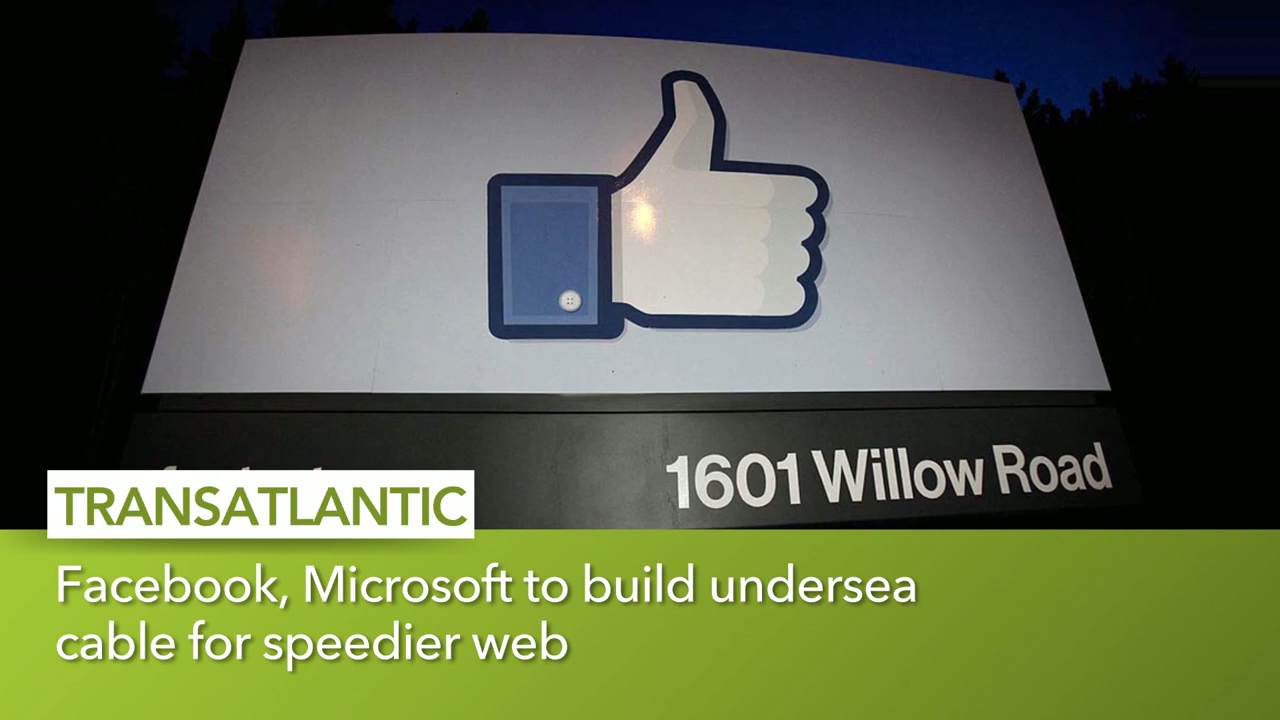 1601 Willow Road
TRANSATLANTIC
Facebook, Microsoft to build undersea
cable for speedier web